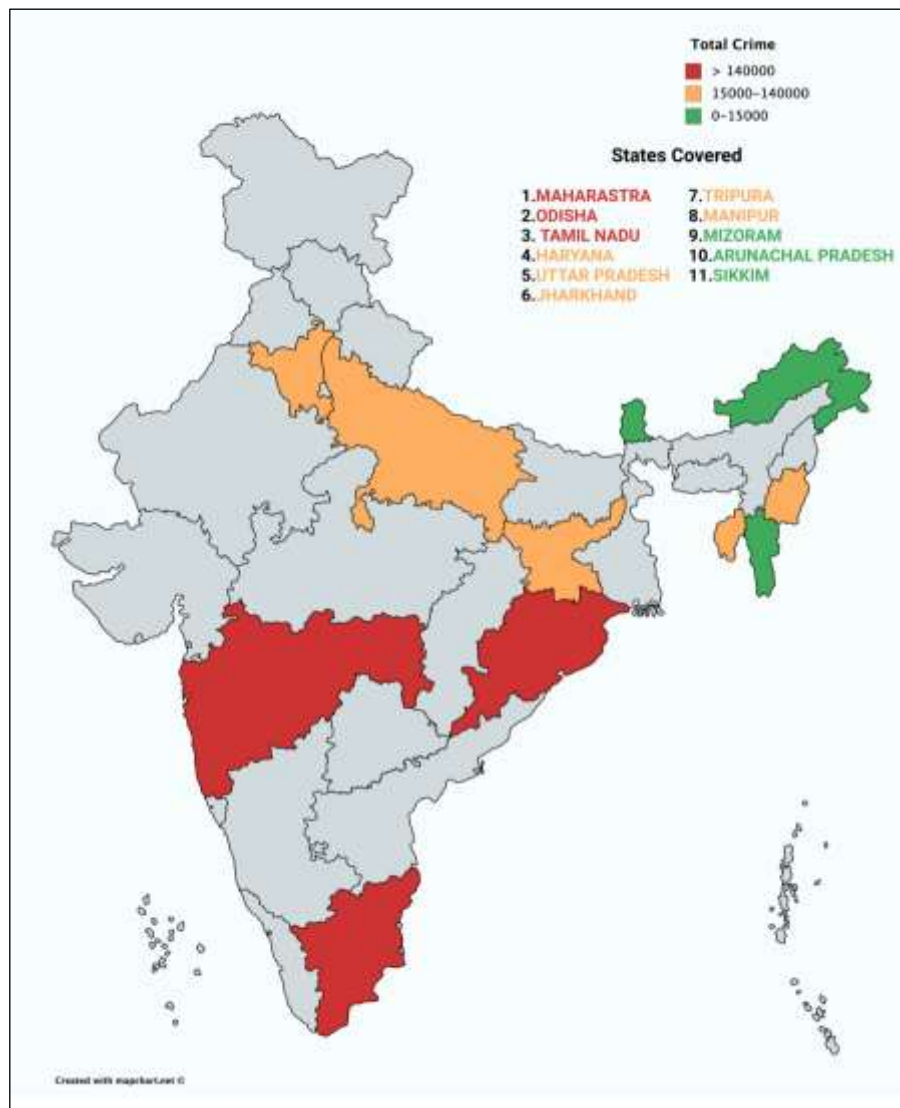 Total Crime
> 140000
15000-140000
0-15000
States Covered
1.MAHARASTRA
2.ODISHA
3. TAMIL NADU
4.HARYANA
5.UTTAR PRADESH
6.JHARKHAND
7.TRIPURA
8.MANIPUR
9.MIZORAM
10.ARUNACHAL PRADESH
11.SIKKIM
Created with mapchart.net ©